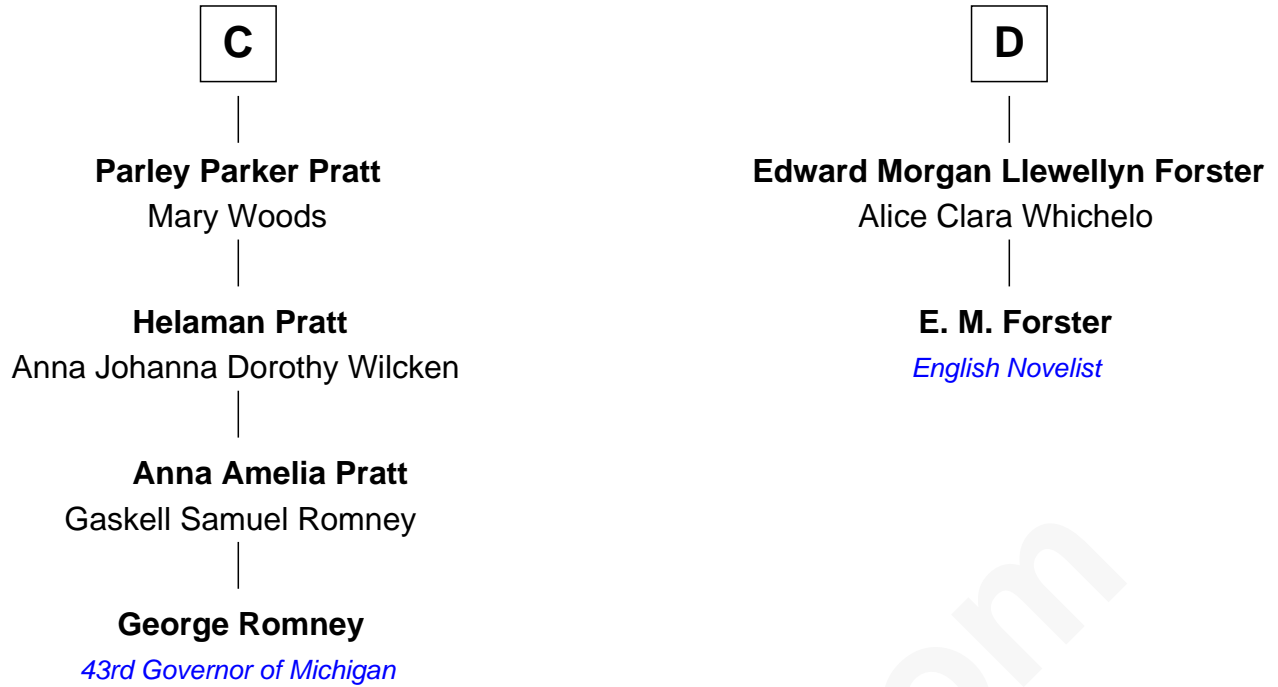 C
Parley Parker Pratt
Mary Woods
Helaman Pratt
Anna Johanna Dorothy Wilcken
Anna Amelia Pratt
Gaskell Samuel Romney
George Romney
43rd Governor of Michigan
D
Edward Morgan Llewellyn Forster
Alice Clara Whichelo
E. M. Forster
English Novelist
om